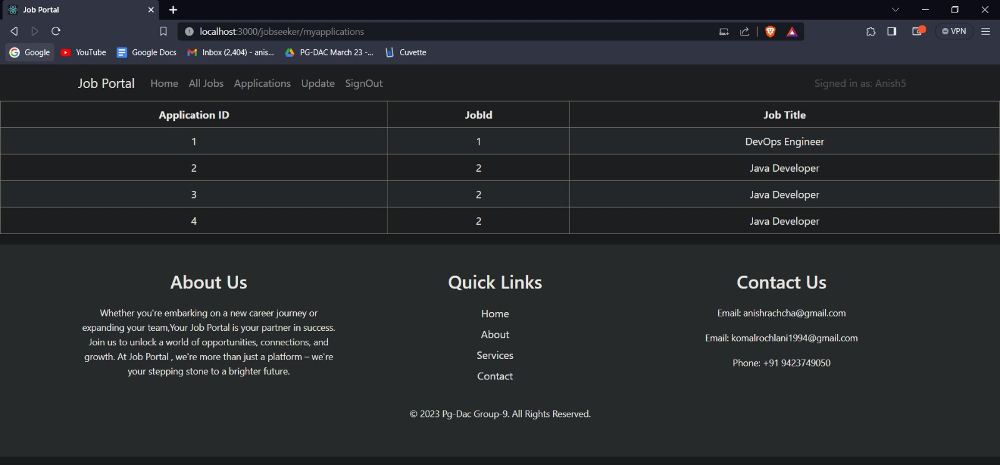 Job Portal
localhost:3000/jobseeker/myapplications
VPN
Google YouTube Google Docs Inbox (2,404) - anis... PG-DAC March 23 -... Cuvette
Job Portal Home All Jobs Applications Update SignOut Signed in as: Anish5
Application ID JobId Job Title
1 1 DevOps Engineer
2 2 Java Developer
3 2 Java Developer
4 2 Java Developer
About Us
Whether you're embarking on a new career journey or
expanding your team,Your Job Portal is your partner in success.
Join us to unlock a world of opportunities, connections, and
growth. At Job Portal , we're more than just a platform – we're
your stepping stone to a brighter future.
Quick Links
Home
About
Services
Contact
Contact Us
Email: anishrachcha@gmail.com
Email: komalrochlani1994@gmail.com
Phone: +91 9423749050
© 2023 Pg-Dac Group-9. All Rights Reserved.